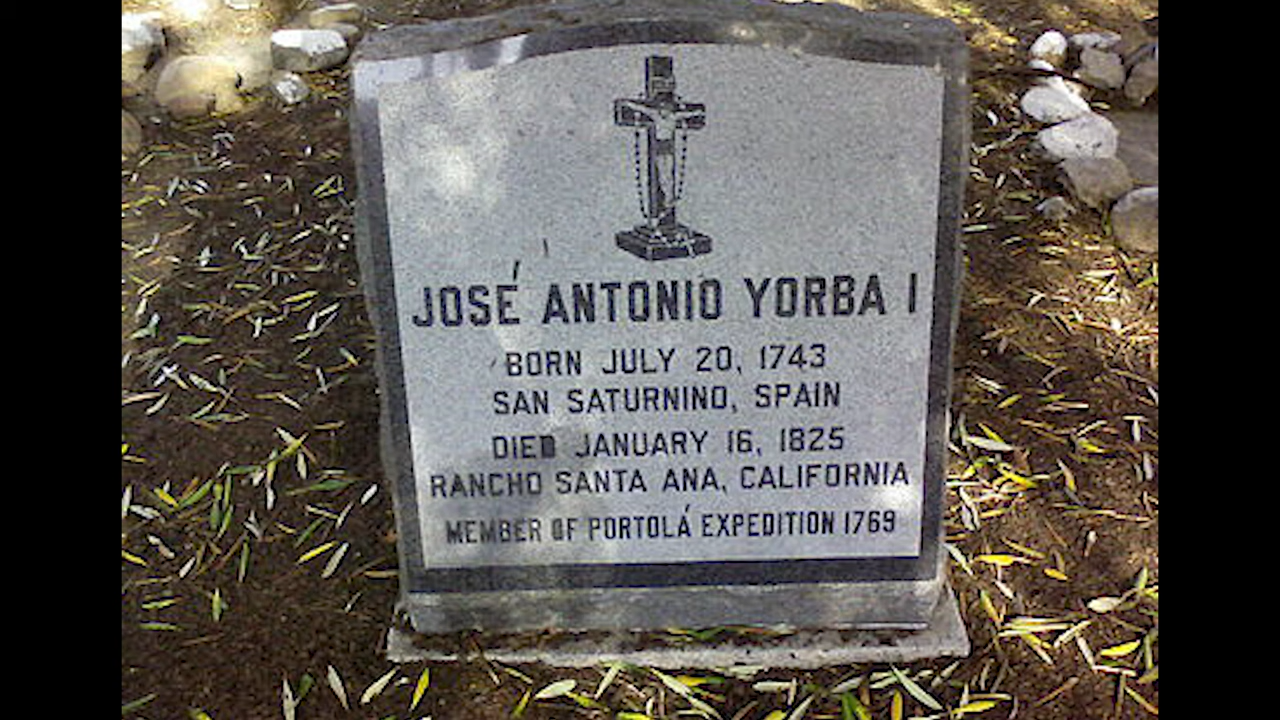 JOSÉ ANTONIO YORBA I
BORN JULY 20, 1743
SAN SATURNINO, SPAIN
DIED JANUARY 16, 1825
RANCHO SANTA ANA, CALIFORNIA
MEMBER OF PORTOLÁ EXPEDITION 1769